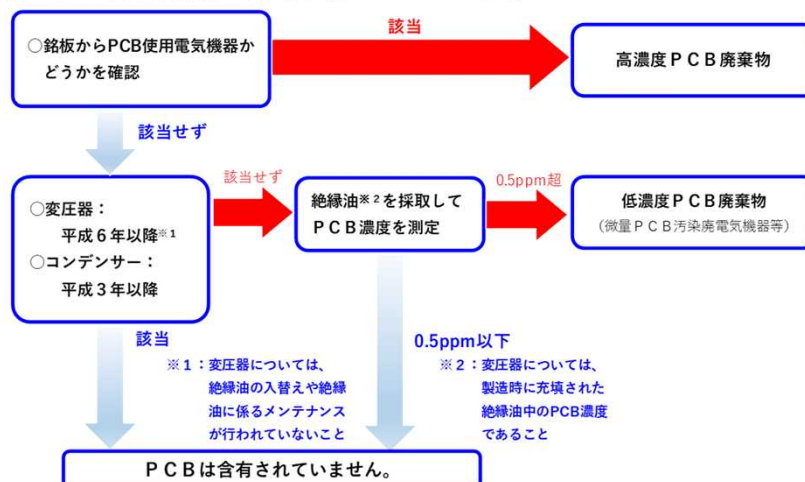 ○銘板からPCB使用電気機器か
どうかを確認
該当
高濃度ＰＣＢ廃棄物
該当せず
○変圧器：
平成６年以降※１
○コンデンサー：
平成３年以降
該当せず
絶縁油※２を採取して
ＰＣＢ濃度を測定
0.5ppm超
低濃度ＰＣＢ廃棄物
（微量ＰＣＢ汚染廃電気機器等）
該当
※１：変圧器については、
絶縁油の入替えや絶縁
油に係るメンテナンス
が行われていないこと
0.5ppm以下
※２：変圧器については、
製造時に充填された
絶縁油中のPCB濃度
であること
ＰＣＢは含有されていません。